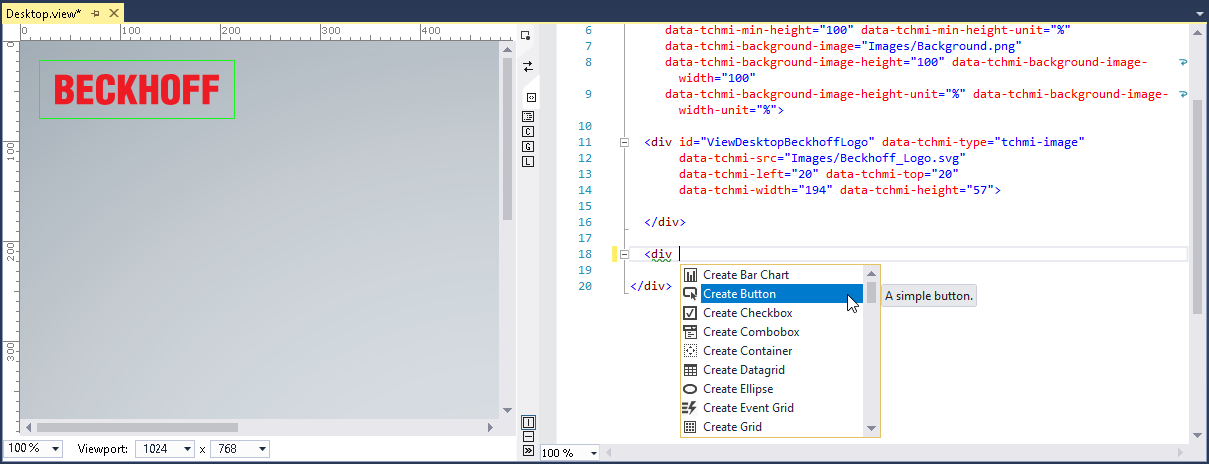 Desktop.view*
0 100 200 300 400
0
100
200
300
BECKHOFF
100 % Viewport: 1024 x 768
C
G
L
6 data-tchmi-min-height="100" data-tchmi-min-height-unit="%"
7 data-tchmi-background-image="Images/Background.png"
8 data-tchmi-background-image-height="100" data-tchmi-background-image-
width="100"
9 data-tchmi-background-image-height-unit="%" data-tchmi-background-image-
width-unit="%">
10
11 <div id="ViewDesktopBeckhoffLogo" data-tchmi-type="tchmi-image"
12 data-tchmi-src="Images/Beckhoff_Logo.svg"
13 data-tchmi-left="20" data-tchmi-top="20"
14 data-tchmi-width="194" data-tchmi-height="57">
15
16 </div>
17
18 <div
19
20 </div>
Create Bar Chart
Create Button
A simple button.
Create Checkbox
Create Combobox
Create Container
Create Datagrid
Create Ellipse
Create Event Grid
Create Grid
100 %